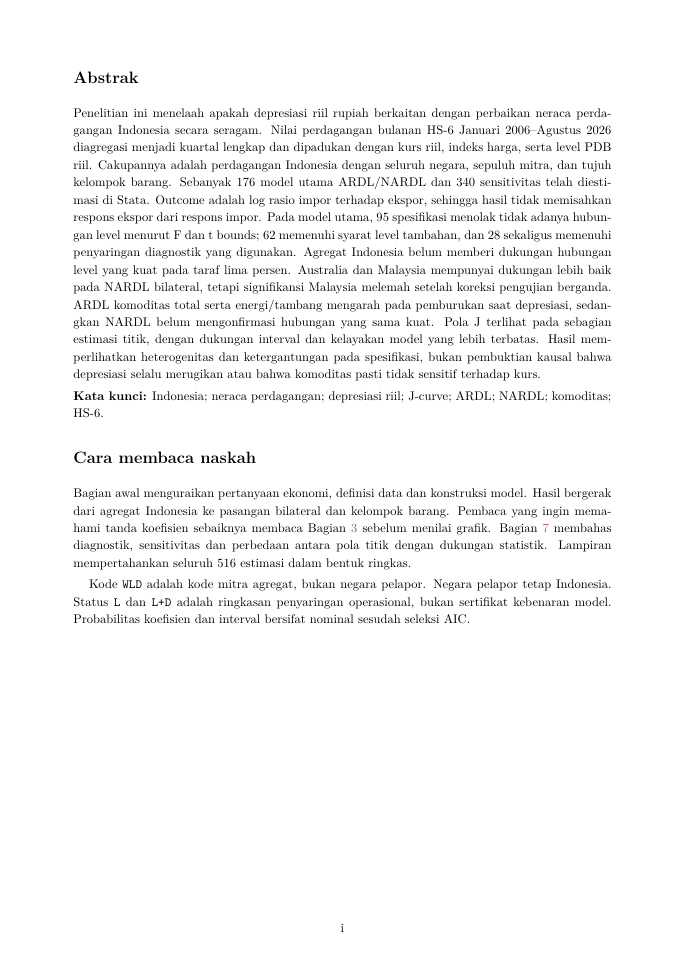 Abstrak
Penelitian ini menelaah apakah depresiasi riil rupiah berkaitan dengan perbaikan neraca perda-
gangan Indonesia secara seragam. Nilai perdagangan bulanan HS-6 Januari 2006–Agustus 2026
diagregasi menjadi kuartal lengkap dan dipadukan dengan kurs riil, indeks harga, serta level PDB
riil. Cakupannya adalah perdagangan Indonesia dengan seluruh negara, sepuluh mitra, dan tujuh
kelompok barang. Sebanyak 176 model utama ARDL/NARDL dan 340 sensitivitas telah diesti-
masi di Stata. Outcome adalah log rasio impor terhadap ekspor, sehingga hasil tidak memisahkan
respons ekspor dari respons impor. Pada model utama, 95 spesifikasi menolak tidak adanya hubun-
gan level menurut F dan t bounds; 62 memenuhi syarat level tambahan, dan 28 sekaligus memenuhi
penyaringan diagnostik yang digunakan. Agregat Indonesia belum memberi dukungan hubungan
level yang kuat pada taraf lima persen. Australia dan Malaysia mempunyai dukungan lebih baik
pada NARDL bilateral, tetapi signifikansi Malaysia melemah setelah koreksi pengujian berganda.
ARDL komoditas total serta energi/tambang mengarah pada pemburukan saat depresiasi, sedan-
gkan NARDL belum mengonfirmasi hubungan yang sama kuat. Pola J terlihat pada sebagian
estimasi titik, dengan dukungan interval dan kelayakan model yang lebih terbatas. Hasil mem-
perlihatkan heterogenitas dan ketergantungan pada spesifikasi, bukan pembuktian kausal bahwa
depresiasi selalu merugikan atau bahwa komoditas pasti tidak sensitif terhadap kurs.
Kata kunci: Indonesia; neraca perdagangan; depresiasi riil; J-curve; ARDL; NARDL; komoditas;
HS-6.
Cara membaca naskah
Bagian awal menguraikan pertanyaan ekonomi, definisi data dan konstruksi model. Hasil bergerak
dari agregat Indonesia ke pasangan bilateral dan kelompok barang. Pembaca yang ingin mema-
hami tanda koefisien sebaiknya membaca Bagian 3 sebelum menilai grafik. Bagian 7 membahas
diagnostik, sensitivitas dan perbedaan antara pola titik dengan dukungan statistik. Lampiran
mempertahankan seluruh 516 estimasi dalam bentuk ringkas.
Kode WLD adalah kode mitra agregat, bukan negara pelapor. Negara pelapor tetap Indonesia.
Status L dan L+D adalah ringkasan penyaringan operasional, bukan sertifikat kebenaran model.
Probabilitas koefisien dan interval bersifat nominal sesudah seleksi AIC.
i